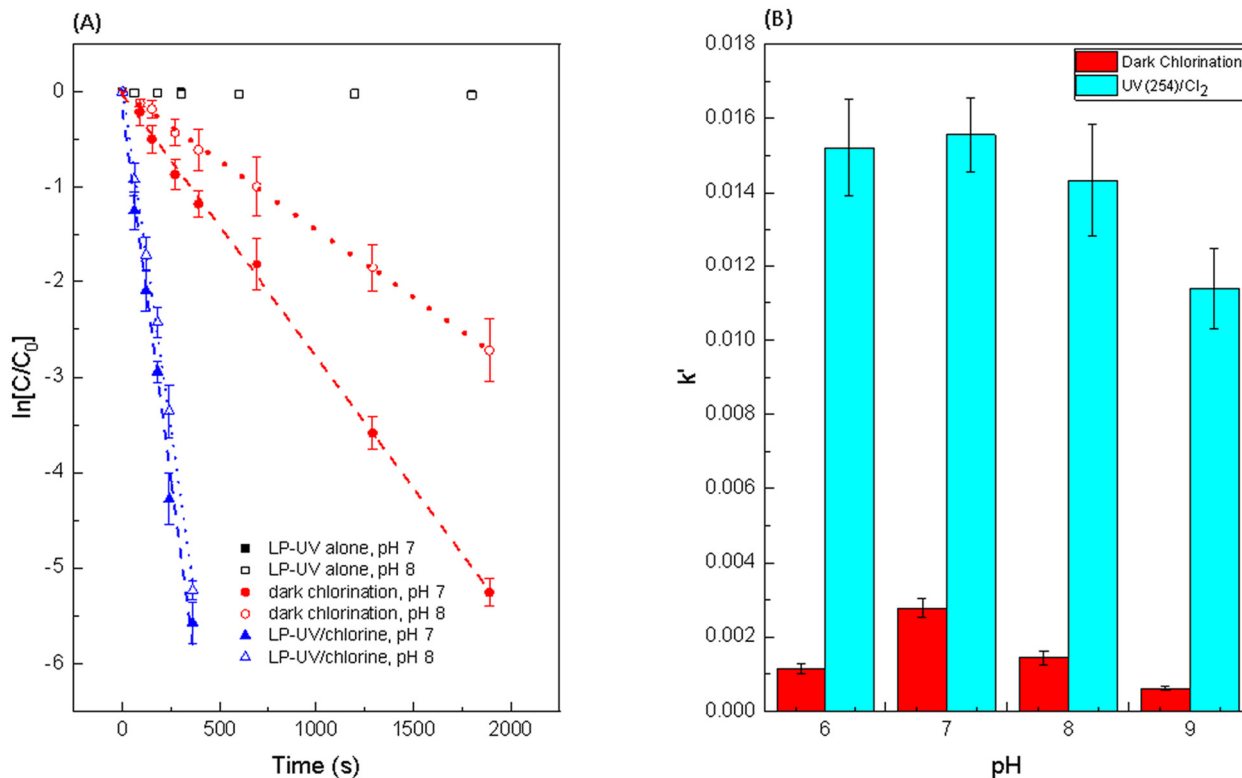 (A)
ln[C/C0]
0
-1
-2
-3
-4
-5
-6
LP-UV alone, pH 7
LP-UV alone, pH 8
dark chlorination, pH 7
dark chlorination, pH 8
LP-UV/chlorine, pH 7
LP-UV/chlorine, pH 8
0 500 1000 1500 2000
Time (s)
(B)
k'
0.018
0.016
0.014
0.012
0.010
0.008
0.006
0.004
0.002
0.000
Dark Chlorination
UV(254)/Cl2
6 7 8 9
pH